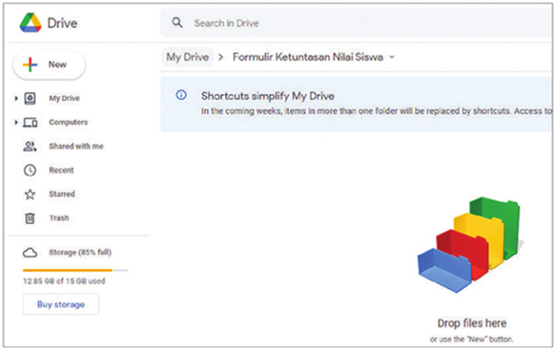 Drive
Search in Drive
New
My Drive > Formulir Ketuntasan Nilai Siswa
Shortcuts simplify My Drive
In the coming weeks, items in more than one folder will be replaced by shortcuts. Access to
My Drive
Computers
Shared with me
Recent
Starred
Trash
Storage (85% full)
12.85 GB of 15 GB used
Buy storage
Drop files here
or use the "New" button.